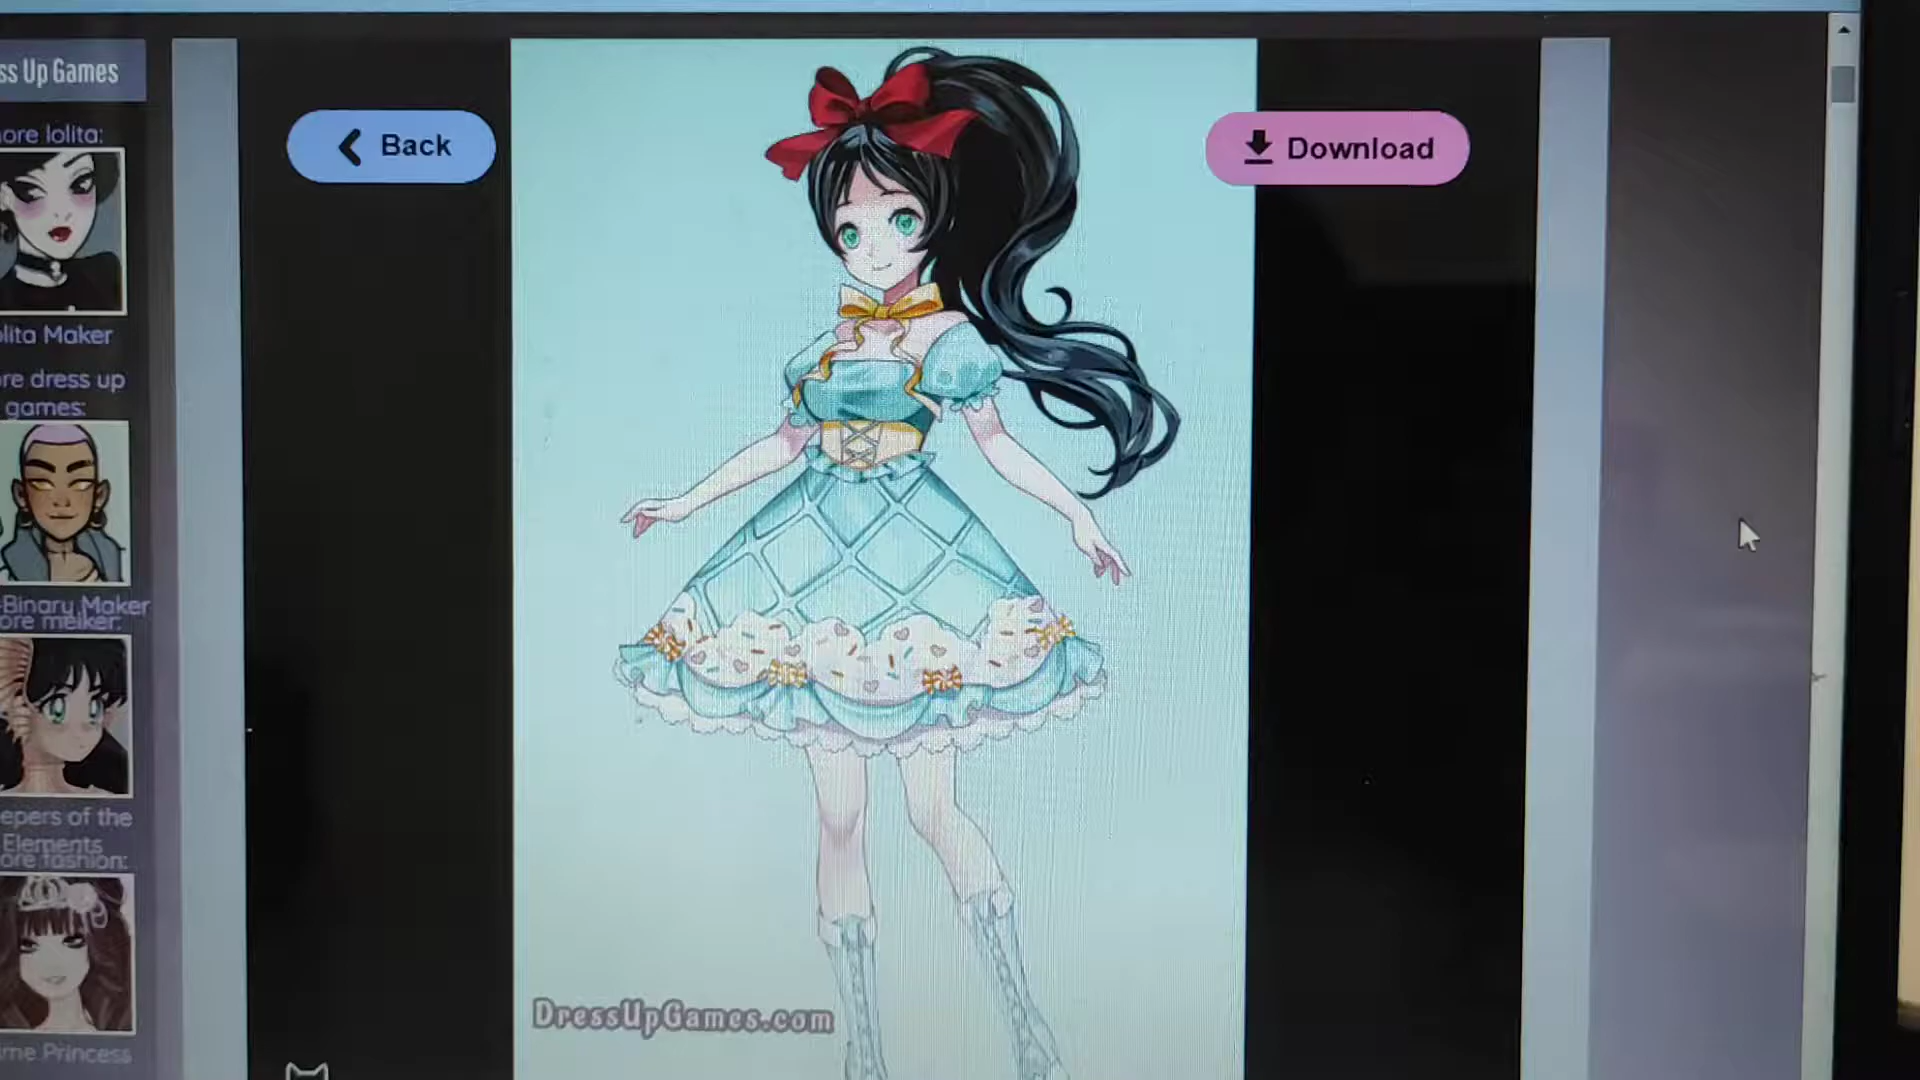 ss Up Games
ore lolita:
lita Maker
re dress up
games:
-Binary Maker
ore meiker:
epers of the
Elements
ore fashion:
ime Princess
Back
Download
DressUpGames.com